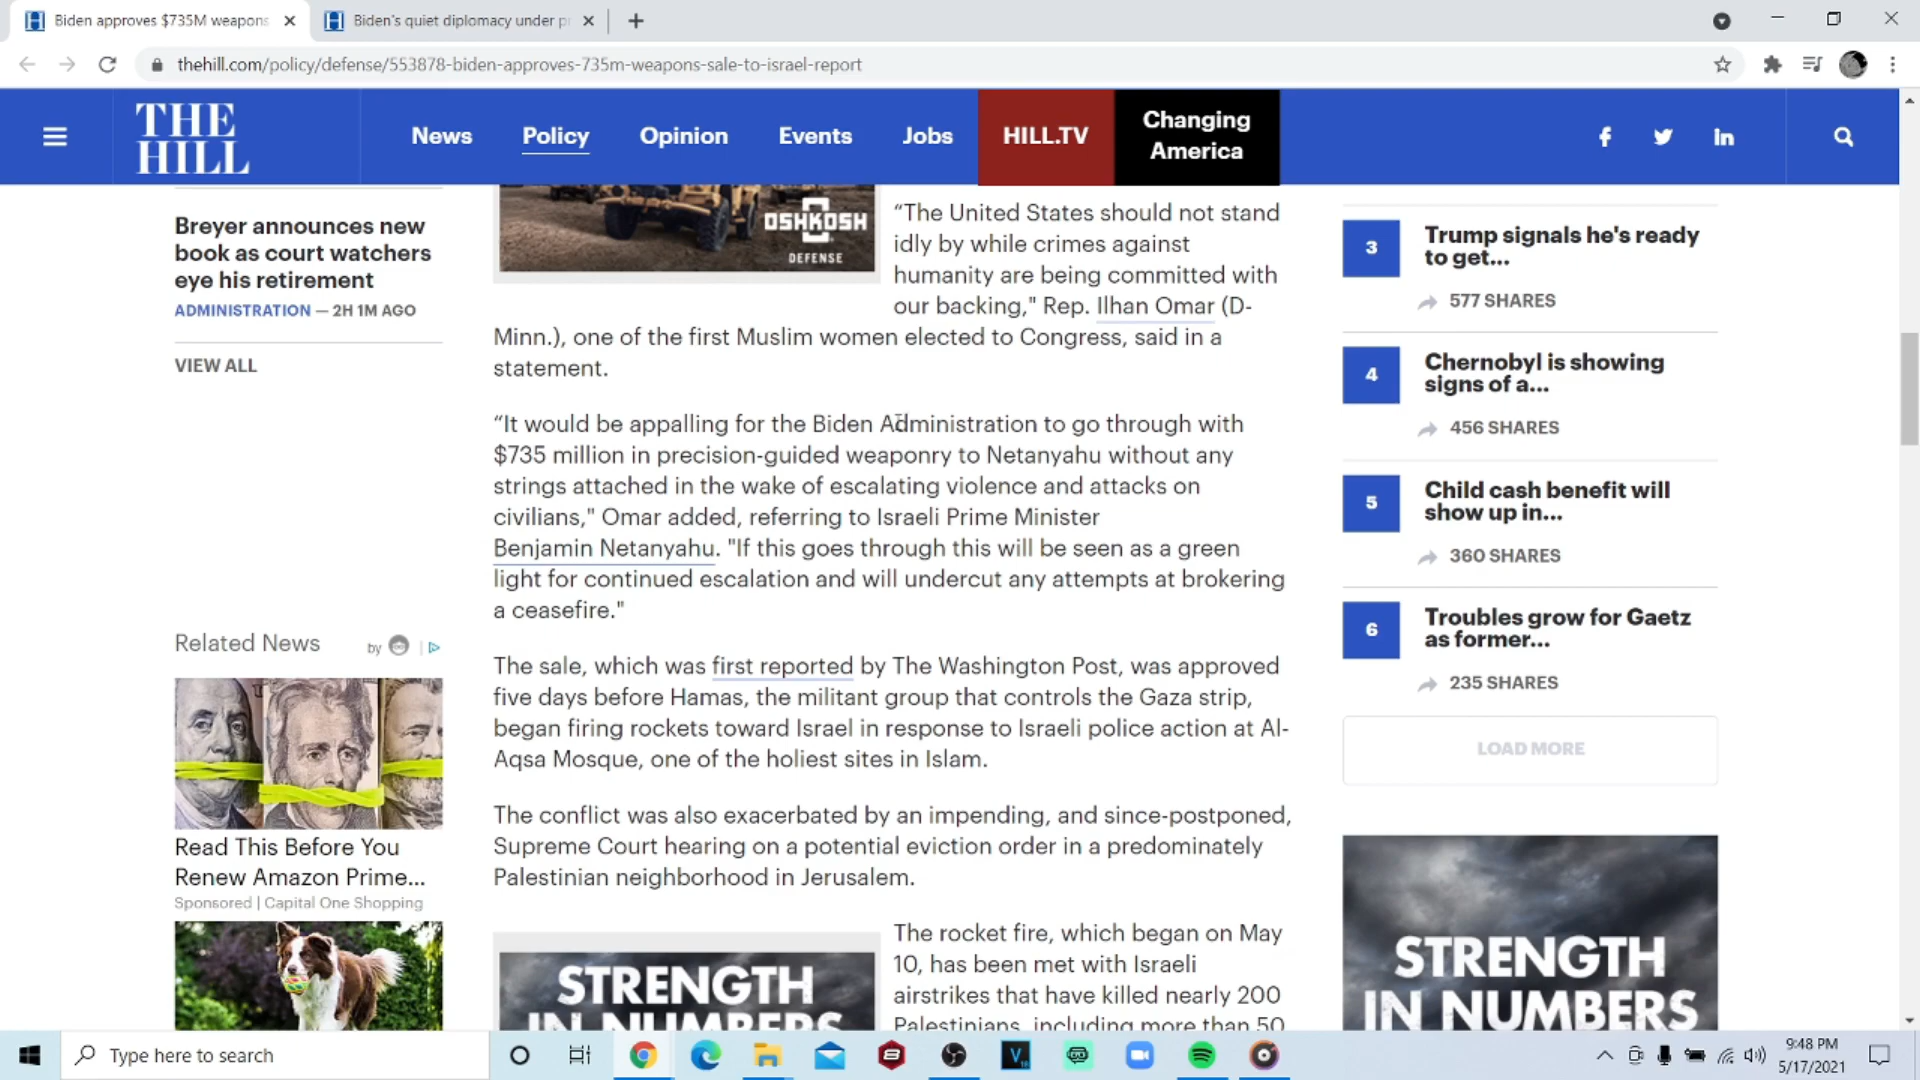 Biden approves $735M weapons
Biden's quiet diplomacy under p
thehill.com/policy/defense/553878-biden-approves-735m-weapons-sale-to-israel-report
THE
HILL
News
Policy
Opinion
Events
Jobs
HILL.TV
Changing
America
Breyer announces new
book as court watchers
eye his retirement
ADMINISTRATION — 2H 1M AGO
VIEW ALL
Related News
by
Read This Before You
Renew Amazon Prime...
Sponsored | Capital One Shopping
OSHKOSH
DEFENSE
“The United States should not stand
idly by while crimes against
humanity are being committed with
our backing," Rep. Ilhan Omar (D-
Minn.), one of the first Muslim women elected to Congress, said in a
statement.
“It would be appalling for the Biden Administration to go through with
$735 million in precision-guided weaponry to Netanyahu without any
strings attached in the wake of escalating violence and attacks on
civilians," Omar added, referring to Israeli Prime Minister
Benjamin Netanyahu. "If this goes through this will be seen as a green
light for continued escalation and will undercut any attempts at brokering
a ceasefire."
The sale, which was first reported by The Washington Post, was approved
five days before Hamas, the militant group that controls the Gaza strip,
began firing rockets toward Israel in response to Israeli police action at Al-
Aqsa Mosque, one of the holiest sites in Islam.
The conflict was also exacerbated by an impending, and since-postponed,
Supreme Court hearing on a potential eviction order in a predominately
Palestinian neighborhood in Jerusalem.
STRENGTH
IN NUMBERS
The rocket fire, which began on May
10, has been met with Israeli
airstrikes that have killed nearly 200
Palestinians, including more than 50
3
Trump signals he's ready
to get...
577 SHARES
4
Chernobyl is showing
signs of a...
456 SHARES
5
Child cash benefit will
show up in...
360 SHARES
6
Troubles grow for Gaetz
as former...
235 SHARES
LOAD MORE
STRENGTH
IN NUMBERS
Type here to search
9:48 PM
5/17/2021